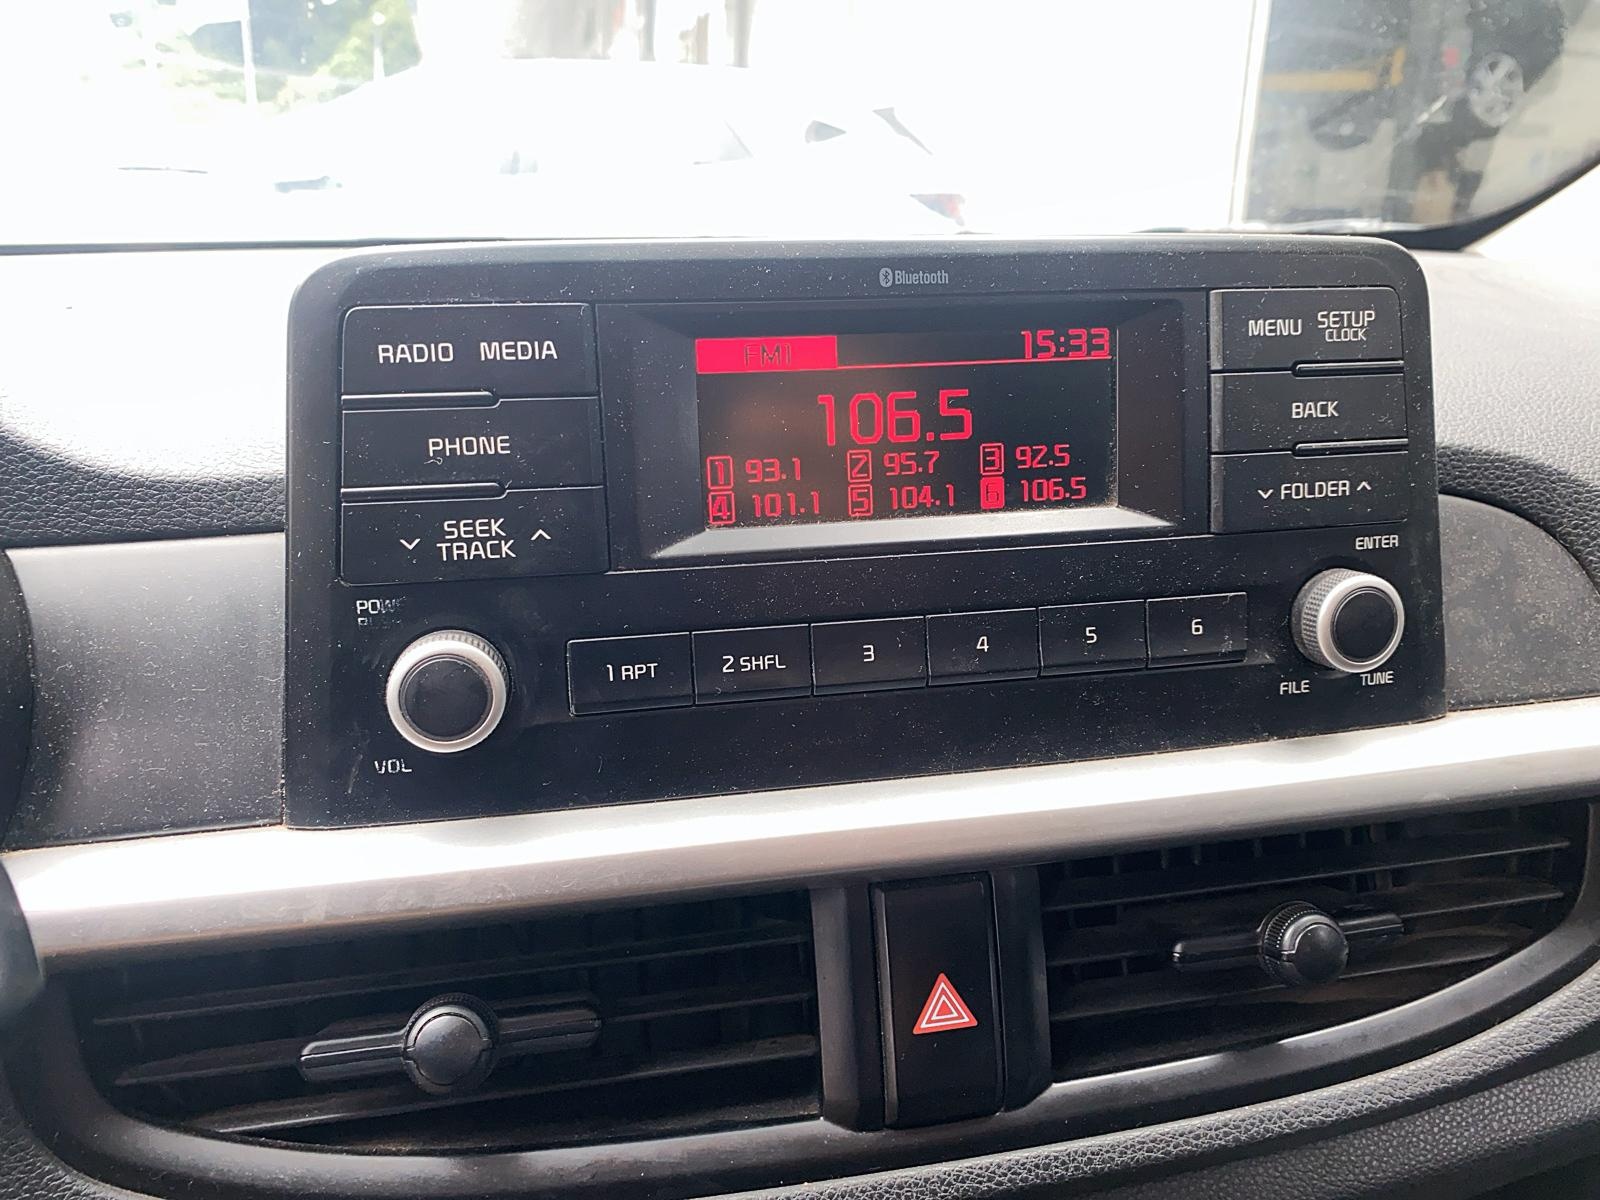 Bluetooth
RADIO MEDIA
PHONE
SEEK
TRACK
FM1 15:33
106.5
1 93.1 2 95.7 3 92.5
4 101.1 5 104.1 6 106.5
MENU SETUP
CLOCK
BACK
FOLDER
ENTER
VOL
1 RPT 2 SHFL 3 4 5 6
FILE TUNE